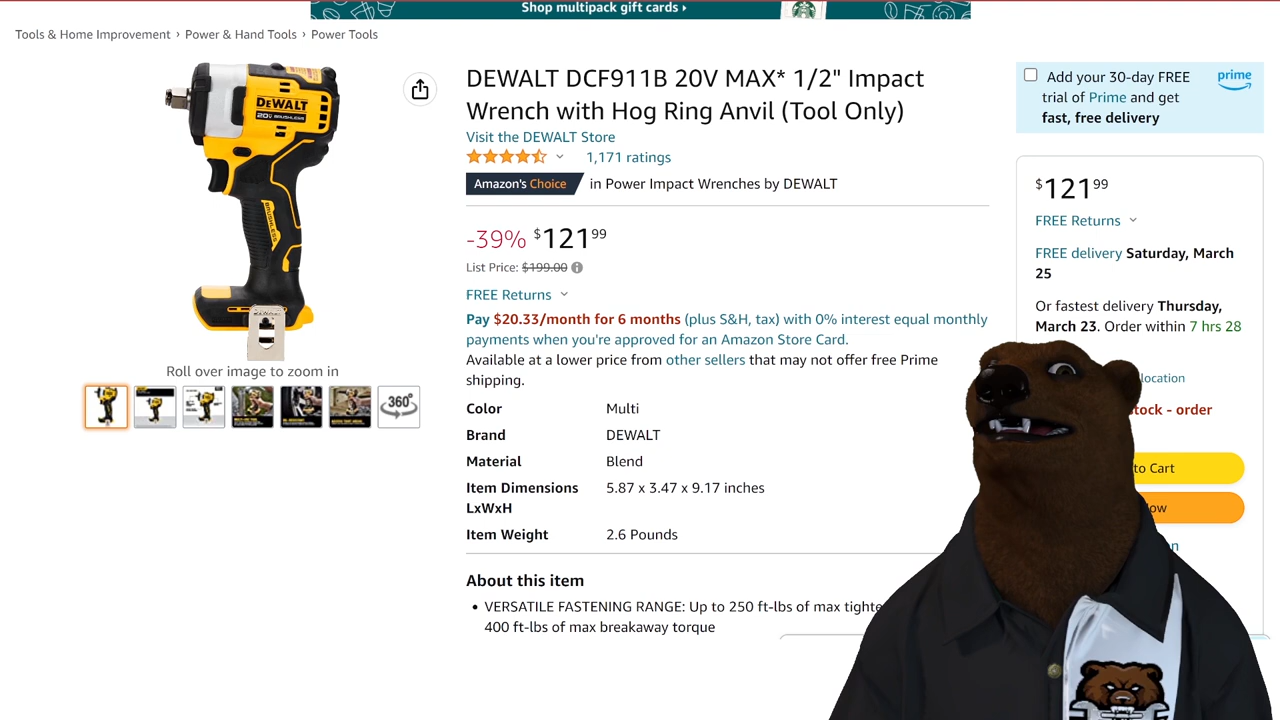 Shop multipack gift cards ›
Tools & Home Improvement › Power & Hand Tools › Power Tools
DEWALT
20V BRUSHLESS
BRUSHLESS
Roll over image to zoom in
360°
DEWALT DCF911B 20V MAX* 1/2" Impact
Wrench with Hog Ring Anvil (Tool Only)
Visit the DEWALT Store
1,171 ratings
Amazon's Choice in Power Impact Wrenches by DEWALT
-39% $121 99
List Price: $199.00
FREE Returns
Pay $20.33/month for 6 months (plus S&H, tax) with 0% interest equal monthly
payments when you're approved for an Amazon Store Card.
Available at a lower price from other sellers that may not offer free Prime
shipping.
Color Multi
Brand DEWALT
Material Blend
Item Dimensions 5.87 x 3.47 x 9.17 inches
LxWxH
Item Weight 2.6 Pounds
About this item
• VERSATILE FASTENING RANGE: Up to 250 ft-lbs of max tighte
400 ft-lbs of max breakaway torque
Add your 30-day FREE
trial of Prime and get
fast, free delivery
prime
$121 99
FREE Returns
FREE delivery Saturday, March
25
Or fastest delivery Thursday,
March 23. Order within 7 hrs 28
location
stock - order
to Cart